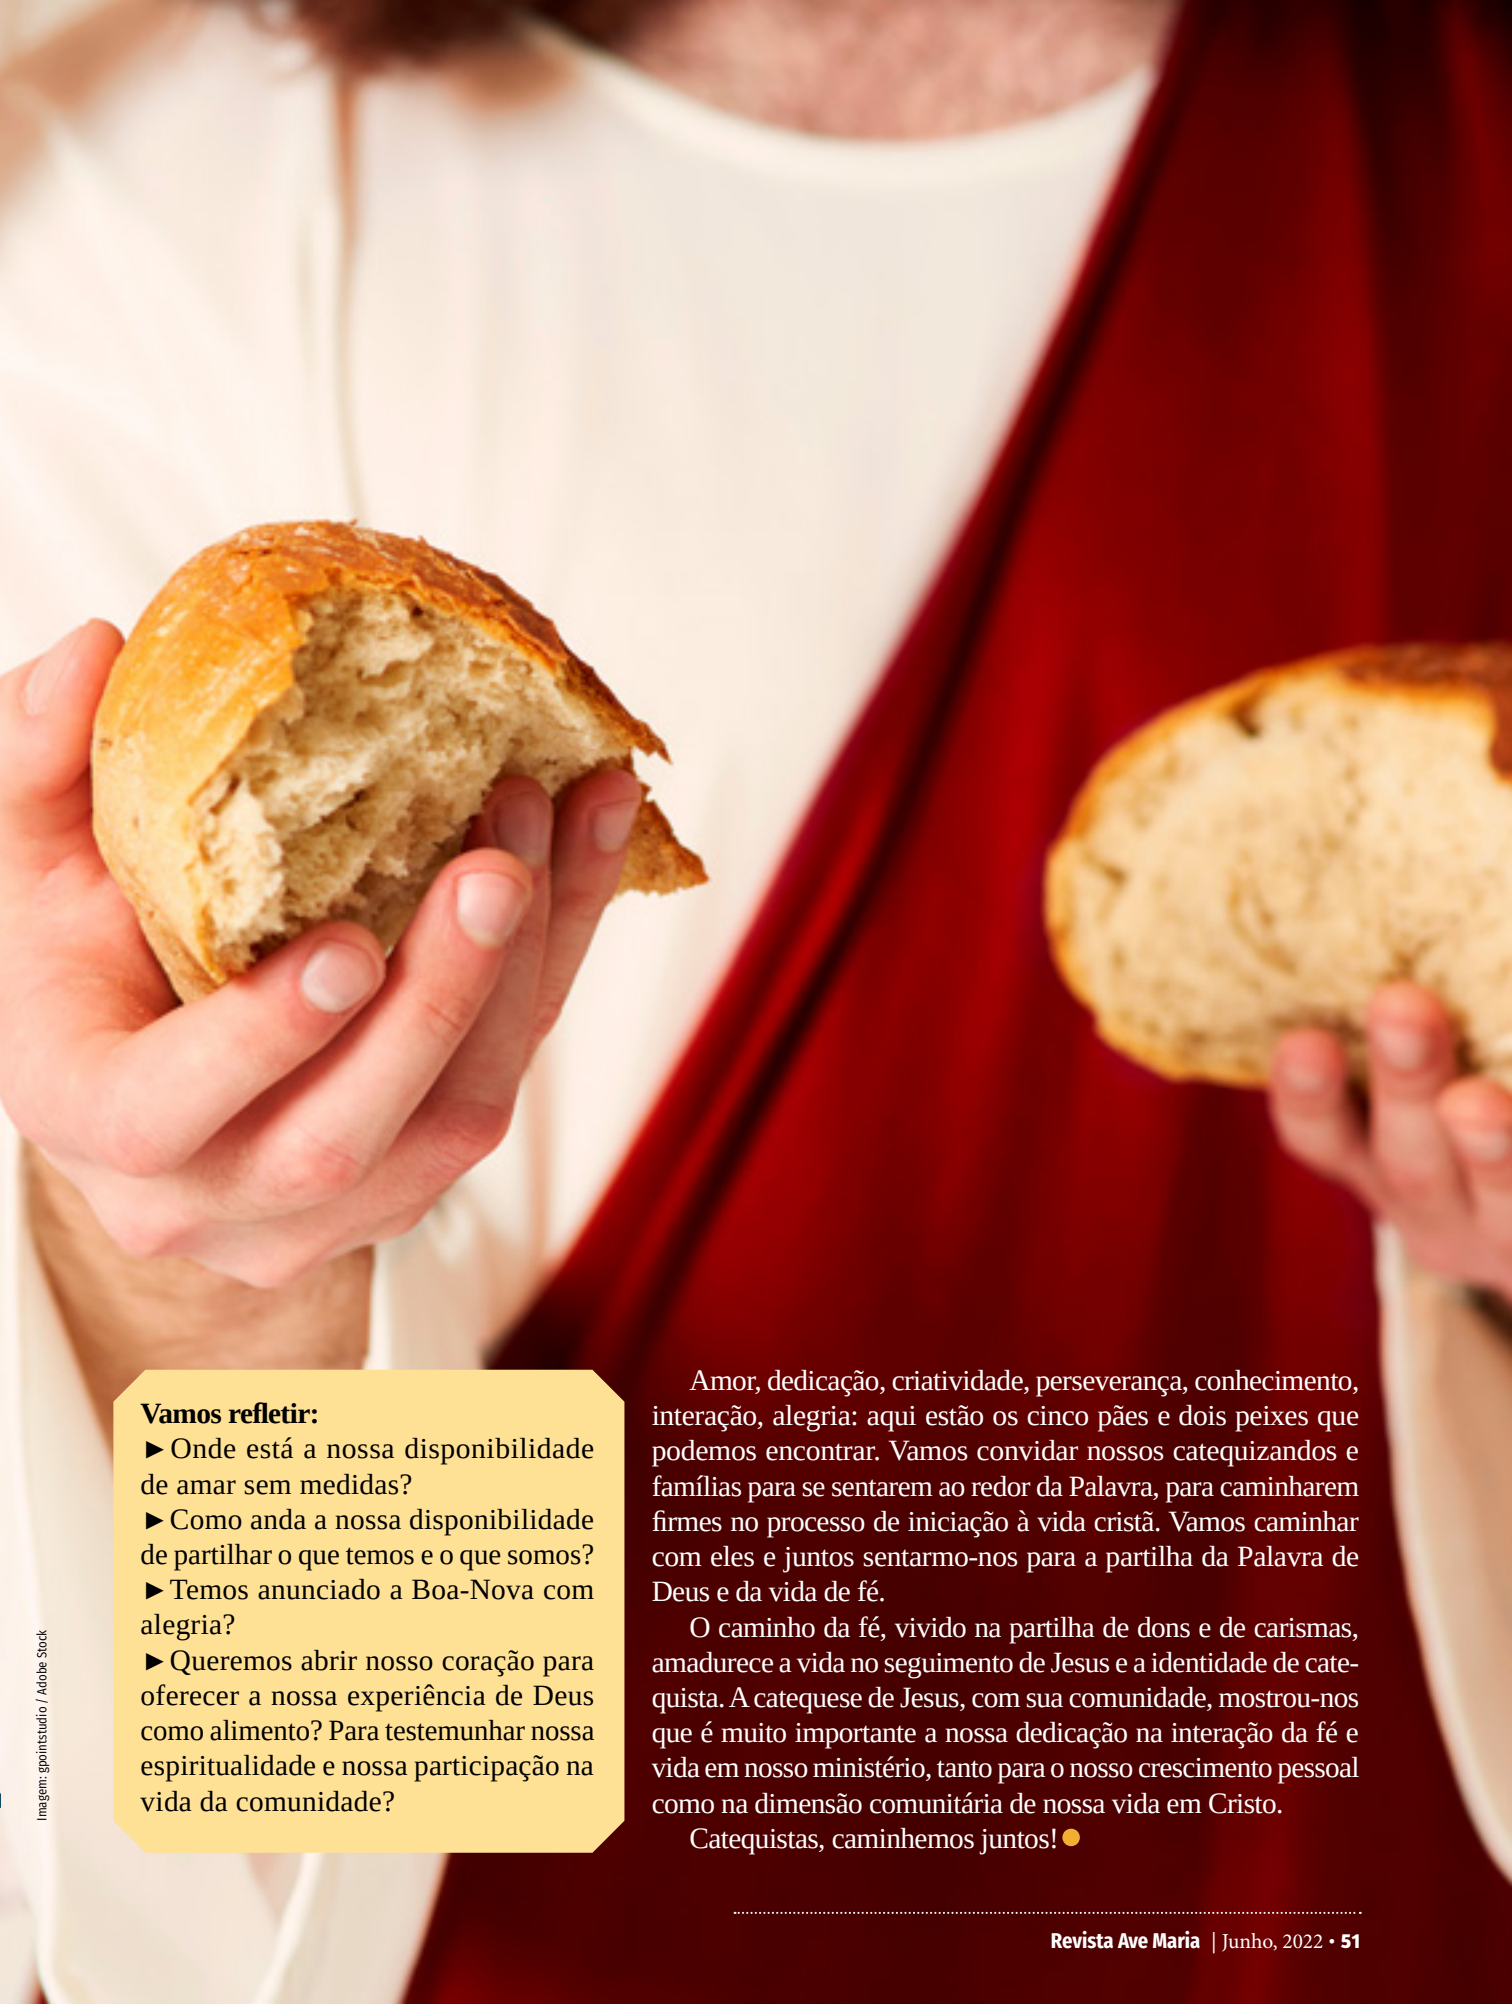 Vamos refletir:
►Onde está a nossa disponibilidade
de amar sem medidas?
►Como anda a nossa disponibilidade
de partilhar o que temos e o que somos?
►Temos anunciado a Boa-Nova com
alegria?
►Queremos abrir nosso coração para
oferecer a nossa experiência de Deus
como alimento? Para testemunhar nossa
espiritualidade e nossa participação na
vida da comunidade?
Amor, dedicação, criatividade, perseverança, conhecimento,
interação, alegria: aqui estão os cinco pães e dois peixes que
podemos encontrar. Vamos convidar nossos catequizandos e
famílias para se sentarem ao redor da Palavra, para caminharem
firmes no processo de iniciação à vida cristã. Vamos caminhar
com eles e juntos sentarmo-nos para a partilha da Palavra de
Deus e da vida de fé.
O caminho da fé, vivido na partilha de dons e de carismas,
amadurece a vida no seguimento de Jesus e a identidade de cate-
quista. A catequese de Jesus, com sua comunidade, mostrou-nos
que é muito importante a nossa dedicação na interação da fé e
vida em nosso ministério, tanto para o nosso crescimento pessoal
como na dimensão comunitária de nossa vida em Cristo.
Catequistas, caminhemos juntos!
Imagem: gpointstudio / Adobe Stock
Revista Ave Maria | Junho, 2022 • 51